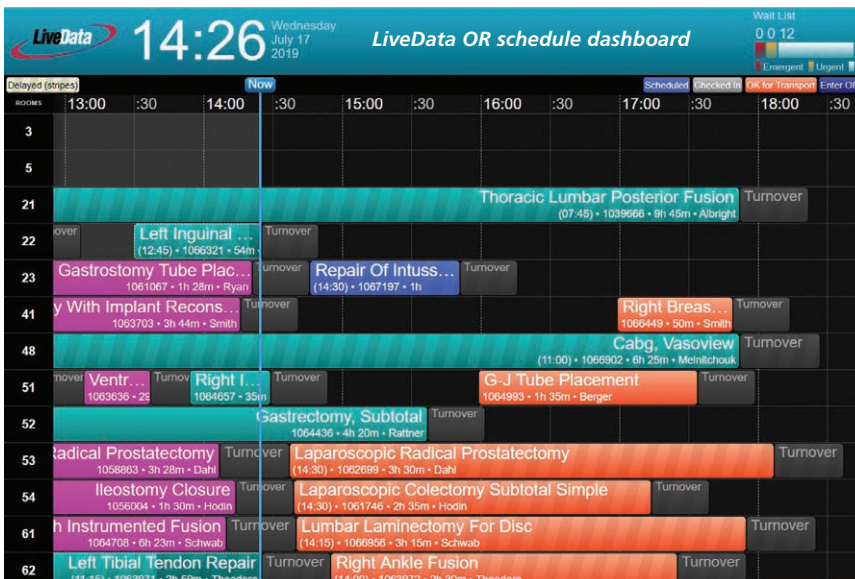 LiveData
14:26
Wednesday
July 17
2019
LiveData OR schedule dashboard
Wait List
0 0 12
Emergent Urgent
Delayed (stripes)
Now
Scheduled Checked In OK for Transport Enter OR
ROOMS 13:00 :30 14:00 :30 15:00 :30 16:00 :30 17:00 :30 18:00 :30
3
5
21 Thoracic Lumbar Posterior Fusion Turnover
(07:45) • 1039666 • 9h 45m • Albright
22 over Left Inguinal ... Turnover
(12:45) • 1066321 • 54m •
23 Gastrostomy Tube Plac... Turnover Repair Of Intuss... Turnover
1061067 • 1h 28m • Ryan (14:30) • 1067197 • 1h
41 y With Implant Recons... Turnover Right Breas... Turnover
1063703 • 3h 44m • Smith 1066449 • 50m • Smith
48 Cabg, Vasoview Turnover
(11:00) • 1066902 • 6h 25m • Melnitchouk
51 nover Ventr... Turnov Right I... Turnover G-J Tube Placement Turnover
1063636 • 29 1064657 • 35m 1064993 • 1h 35m • Berger
52 Gastrectomy, Subtotal Turnover
1064436 • 4h 20m • Rattner
53 Radical Prostatectomy Turnover Laparoscopic Radical Prostatectomy Turnover
1058863 • 3h 28m • Dahl (14:30) • 1062699 • 3h 30m • Dahl
54 Ileostomy Closure Turnover Laparoscopic Colectomy Subtotal Simple Turnover
1056004 • 1h 30m • Hodin (14:30) • 1061746 • 2h 35m • Hodin
61 h Instrumented Fusion Turnover Lumbar Laminectomy For Disc Turnover
1064708 • 6h 23m • Schwab (14:15) • 1066956 • 3h 15m • Schwab
62 Left Tibial Tendon Repair Turnover Right Ankle Fusion Turnover